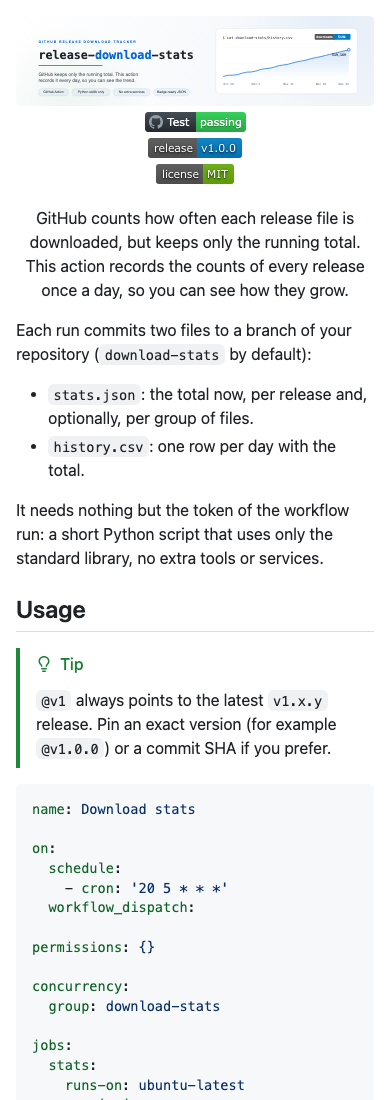 GITHUB RELEASE DOWNLOAD TRACKER
release-download-stats
GitHub keeps only the running total. This action
records it every day, so you can see the trend.
GitHub Action
Python stdlib only
No extra services
Badge-ready JSON
$ cat download-stats/history.csv
downloads
Test passing
release v1.0.0
license MIT
GitHub counts how often each release file is
downloaded, but keeps only the running total.
This action records the counts of every release
once a day, so you can see how they grow.
Each run commits two files to a branch of your
repository (download-stats by default):
• stats.json: the total now, per release and,
optionally, per group of files.
• history.csv: one row per day with the
total.
It needs nothing but the token of the workflow
run: a short Python script that uses only the
standard library, no extra tools or services.
Usage
Tip
@v1 always points to the latest v1.x.y
release. Pin an exact version (for example
@v1.0.0) or a commit SHA if you prefer.
name: Download stats
on:
  schedule:
    - cron: '20 5 * * *'
  workflow_dispatch:
permissions: {}
concurrency:
  group: download-stats
jobs:
  stats:
    runs-on: ubuntu-latest